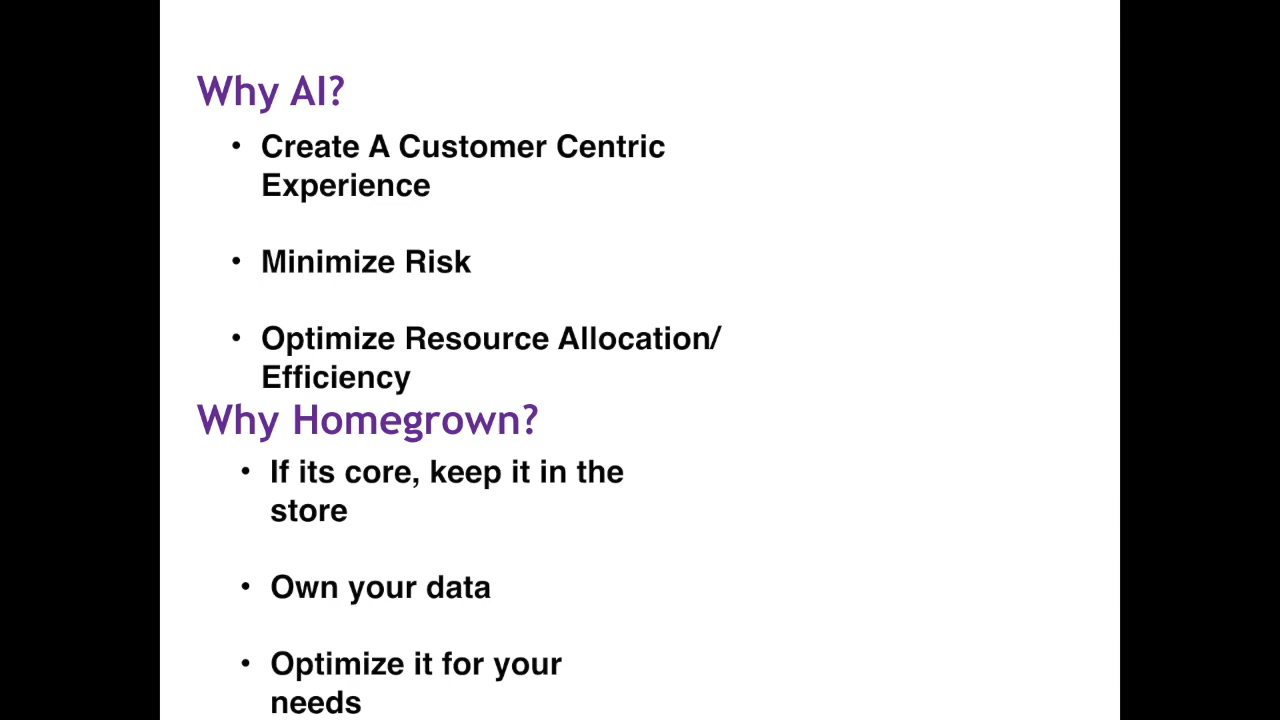 Why AI?
• Create A Customer Centric
Experience
• Minimize Risk
• Optimize Resource Allocation/
Efficiency
Why Homegrown?
• If its core, keep it in the
store
• Own your data
• Optimize it for your
needs